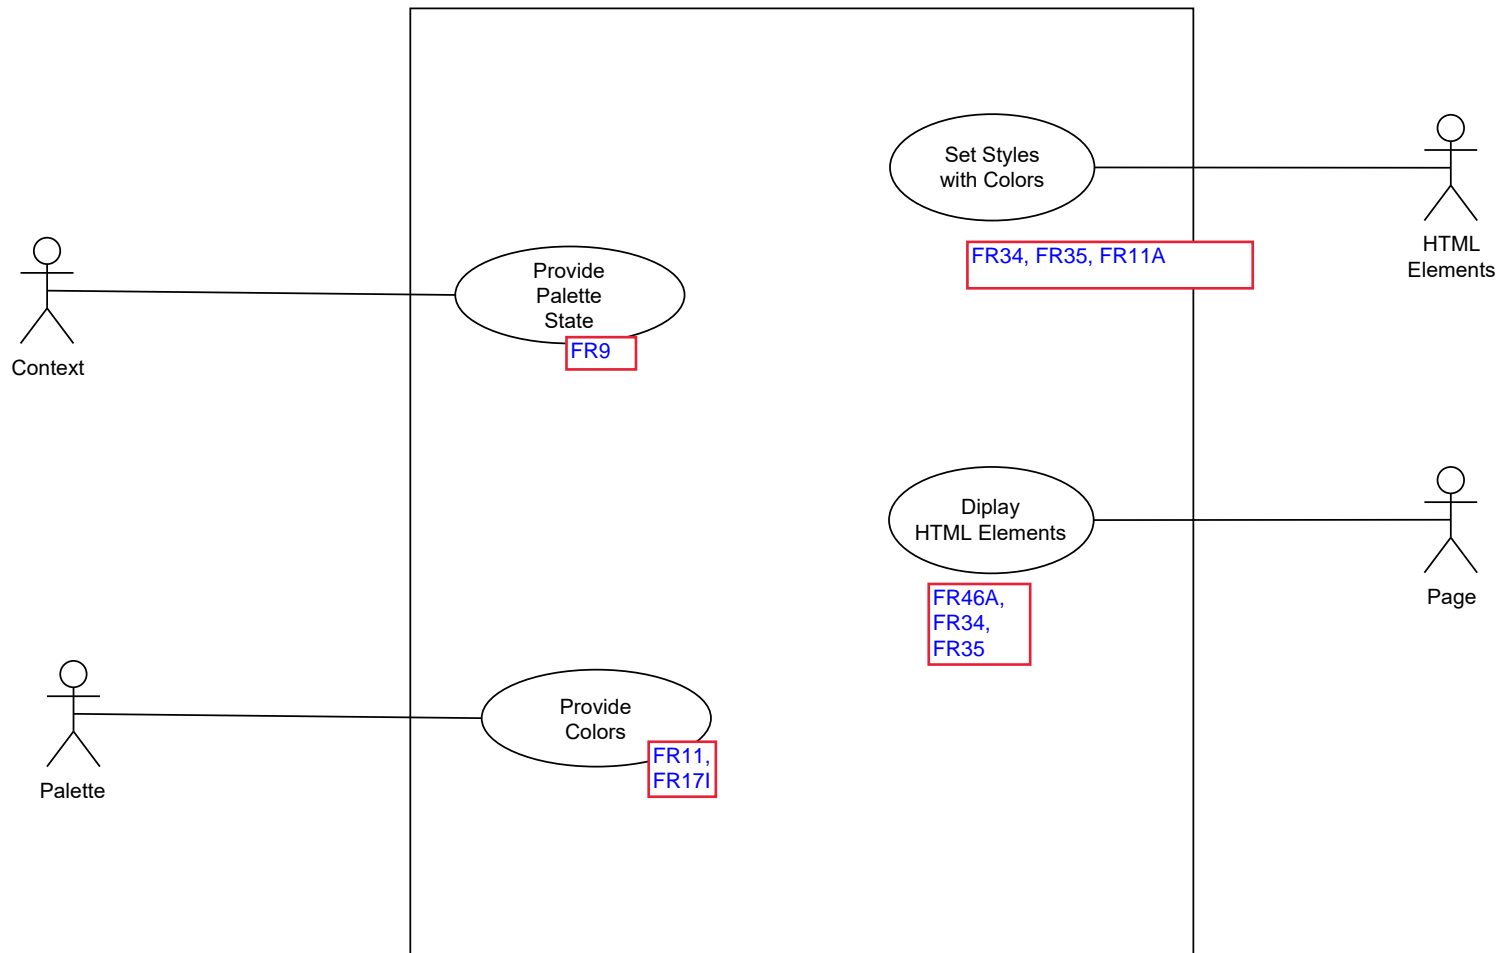 Set Styles
with Colors
HTML
Elements
FR34, FR35, FR11A
Provide
Palette
State
FR9
Context
Diplay
HTML Elements
FR46A,
FR34,
FR35
Page
Provide
Colors
FR11,
FR17I
Palette